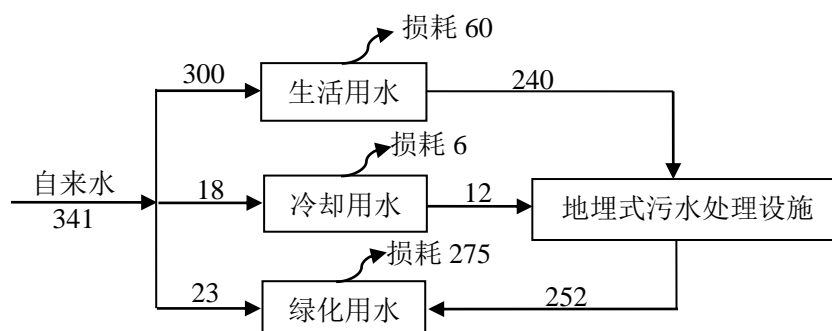 损耗 60
300
生活用水
240
损耗 6
自来水
341
18
冷却用水
12
地埋式污水处理设施
损耗 275
23
绿化用水
252